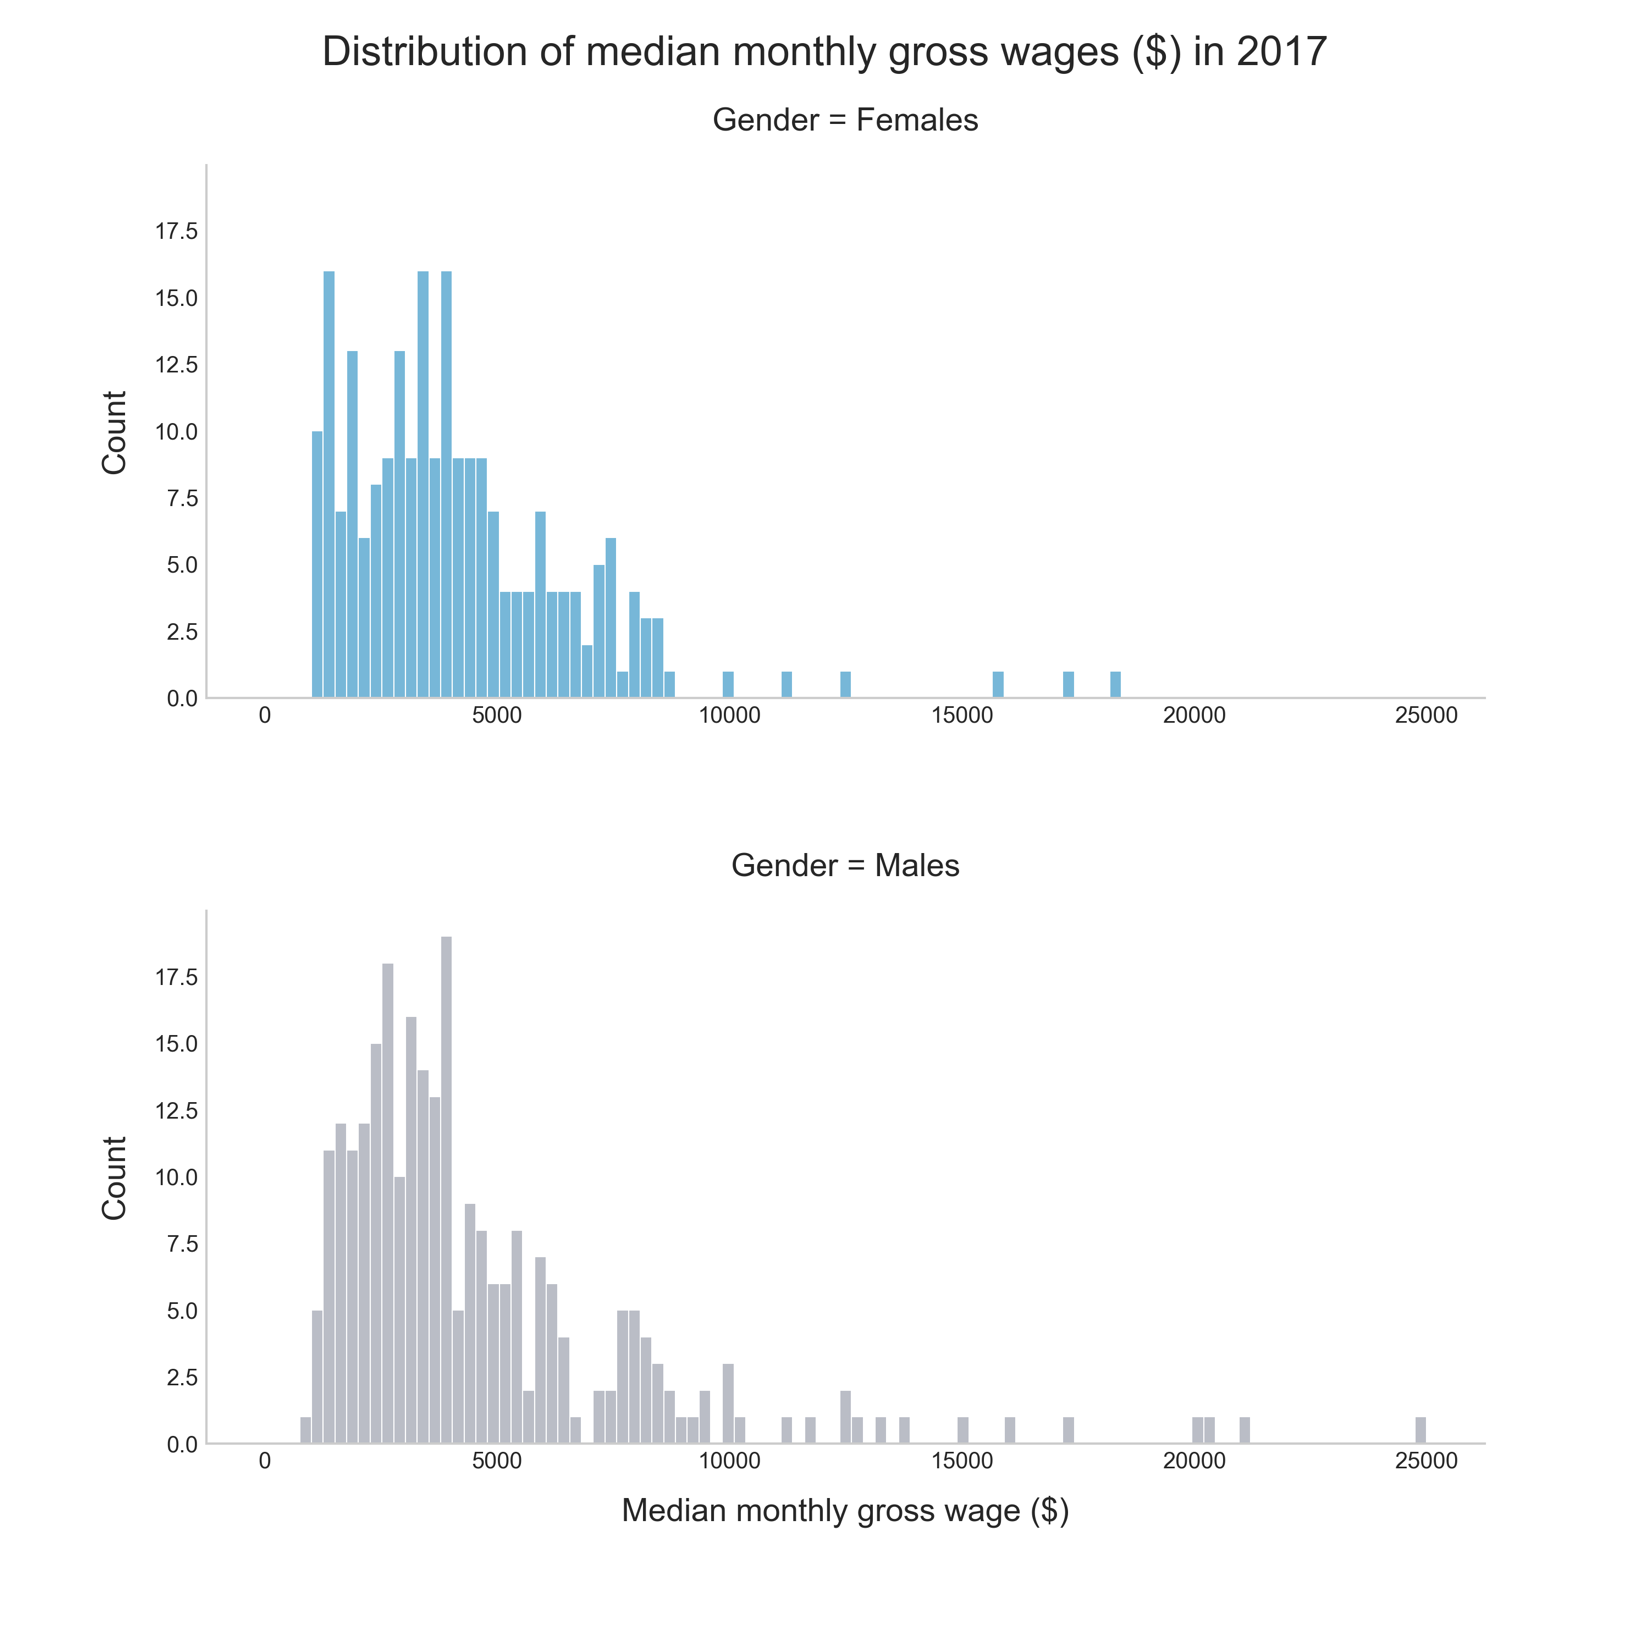 Distribution of median monthly gross wages ($) in 2017
Gender = Females
Count
17.5
15.0
12.5
10.0
7.5
5.0
2.5
0.0
0 5000 10000 15000 20000 25000
Gender = Males
Count
17.5
15.0
12.5
10.0
7.5
5.0
2.5
0.0
0 5000 10000 15000 20000 25000
Median monthly gross wage ($)